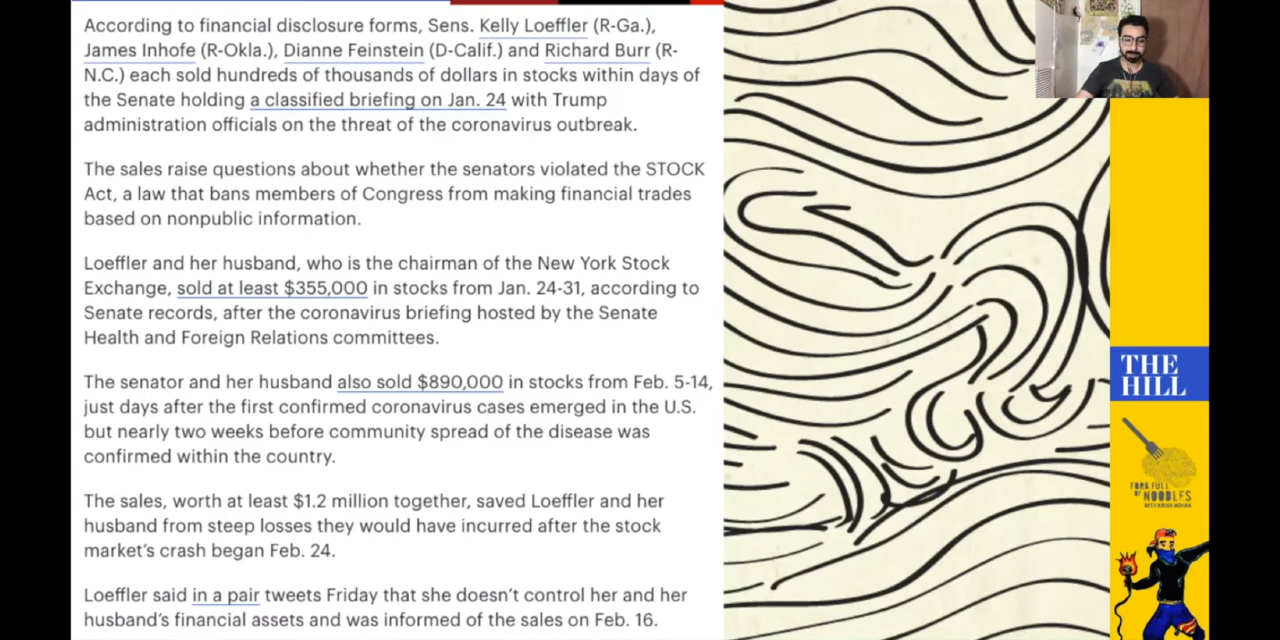 According to financial disclosure forms, Sens. Kelly Loeffler (R-Ga.),
James Inhofe (R-Okla.), Dianne Feinstein (D-Calif.) and Richard Burr (R-
N.C.) each sold hundreds of thousands of dollars in stocks within days of
the Senate holding a classified briefing on Jan. 24 with Trump
administration officials on the threat of the coronavirus outbreak.
The sales raise questions about whether the senators violated the STOCK
Act, a law that bans members of Congress from making financial trades
based on nonpublic information.
Loeffler and her husband, who is the chairman of the New York Stock
Exchange, sold at least $355,000 in stocks from Jan. 24-31, according to
Senate records, after the coronavirus briefing hosted by the Senate
Health and Foreign Relations committees.
The senator and her husband also sold $890,000 in stocks from Feb. 5-14,
just days after the first confirmed coronavirus cases emerged in the U.S.
but nearly two weeks before community spread of the disease was
confirmed within the country.
The sales, worth at least $1.2 million together, saved Loeffler and her
husband from steep losses they would have incurred after the stock
market's crash began Feb. 24.
Loeffler said in a pair tweets Friday that she doesn't control her and her
husband's financial assets and was informed of the sales on Feb. 16.
THE
HILL
FORK FULL
OF NOODLES